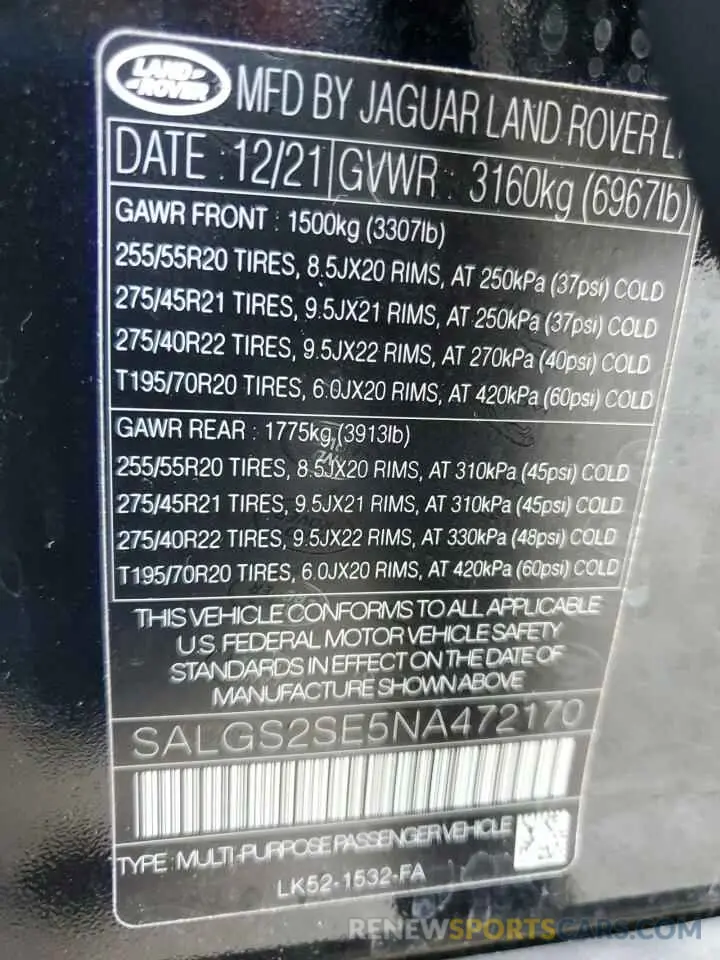 LAND ROVER
MFD BY JAGUAR LAND ROVER
DATE : 12/21 GVWR : 3160kg (6967lb)
GAWR FRONT : 1500kg (3307lb)
255/55R20 TIRES, 8.5JX20 RIMS, AT 250kPa (37psi) COLD
275/45R21 TIRES, 9.5JX21 RIMS, AT 250kPa (37psi) COLD
275/40R22 TIRES, 9.5JX22 RIMS, AT 270kPa (40psi) COLD
T195/70R20 TIRES, 6.0JX20 RIMS, AT 420kPa (60psi) COLD
GAWR REAR : 1775kg (3913lb)
255/55R20 TIRES, 8.5JX20 RIMS, AT 310kPa (45psi) COLD
275/45R21 TIRES, 9.5JX21 RIMS, AT 310kPa (45psi) COLD
275/40R22 TIRES, 9.5JX22 RIMS, AT 330kPa (48psi) COLD
T195/70R20 TIRES, 6.0JX20 RIMS, AT 420kPa (60psi) COLD
THIS VEHICLE CONFORMS TO ALL APPLICABLE
U.S. FEDERAL MOTOR VEHICLE SAFETY
STANDARDS IN EFFECT ON THE DATE OF
MANUFACTURE SHOWN ABOVE
SALGS2SE5NA472170
TYPE : MULTI-PURPOSE PASSENGER VEHICLE
LK52-1532-FA
RENEWSPORTSCARS.COM